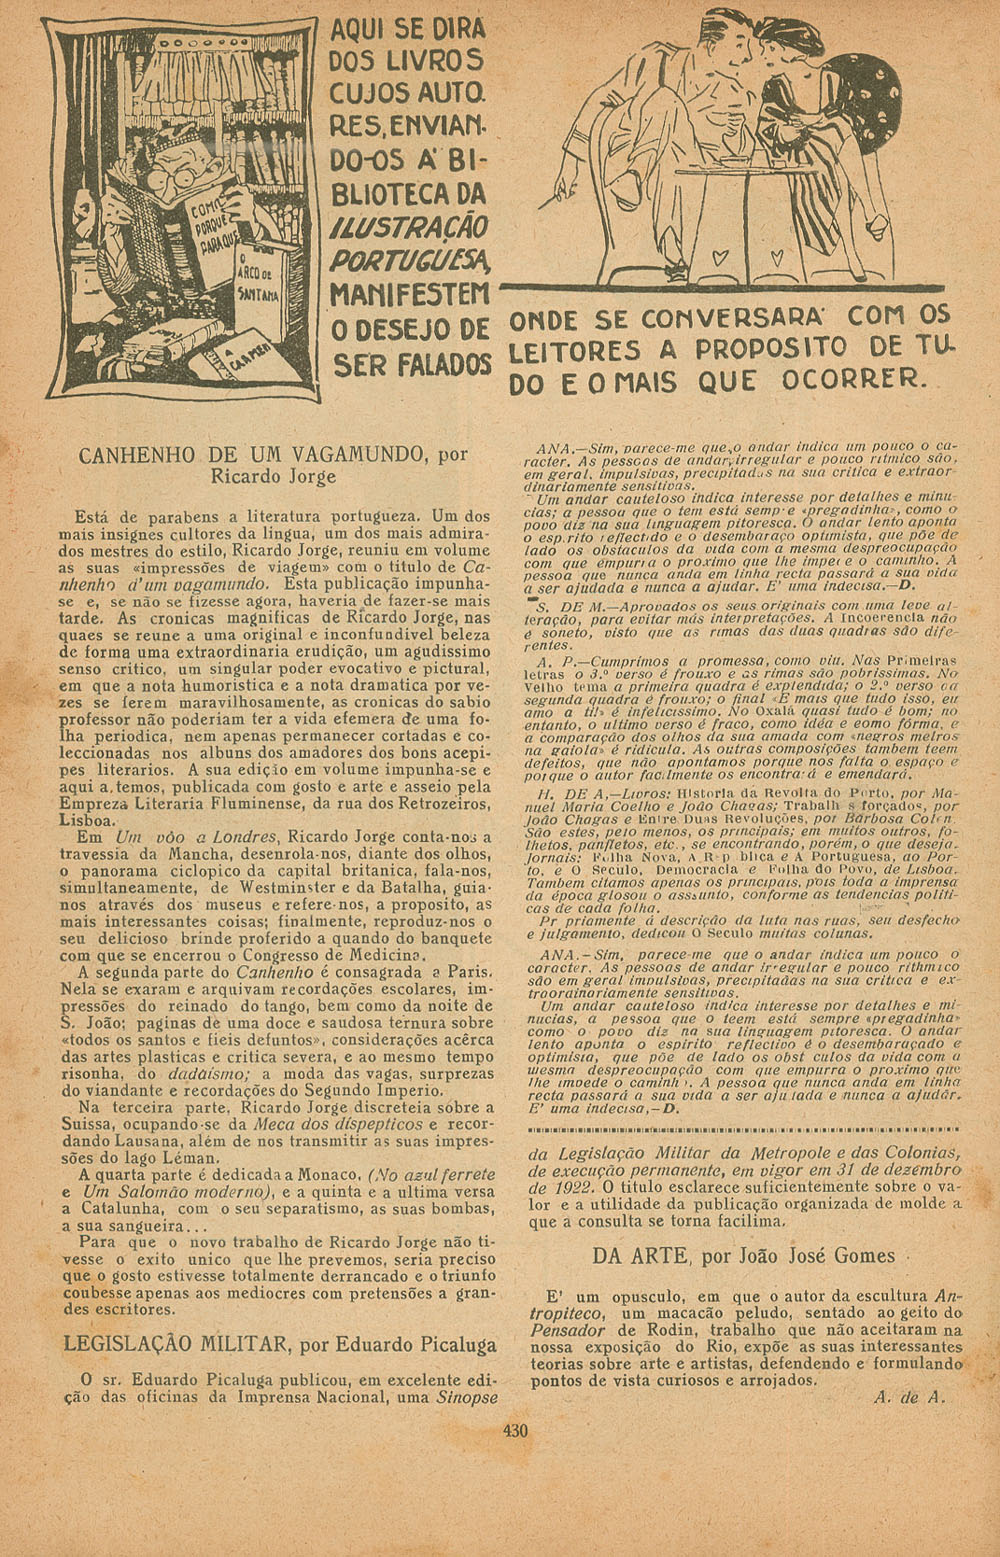 AQUI SE DIRA
DOS LIVROS
CUJOS AUTO.
RES, ENVIAN-
DO-OS A' BI-
BLIOTECA DA
ILUSTRAÇÃO
PORTUGUESA,
MANIFESTEM
O DESEJO DE
SER FALADOS
COMO
PORQUE
PARA QUE
O
ARCO DE
SANTANA
A
CARMEN
ONDE SE CONVERSARA' COM OS
LEITORES A PROPOSITO DE TU-
DO E O MAIS QUE OCORRER.
CANHENHO DE UM VAGAMUNDO, por
Ricardo Jorge
Está de parabens a literatura portugueza. Um dos
mais insignes cultores da lingua, um dos mais admira-
dos mestres do estilo, Ricardo Jorge, reuniu em volume
as suas «impressões de viagem» com o titulo de Ca-
nhenho d'um vagamundo. Esta publicação impunha-
se e, se não se fizesse agora, haveria de fazer-se mais
tarde. As cronicas magnificas de Ricardo Jorge, nas
quaes se reune a uma original e inconfundivel beleza
de forma uma extraordinaria erudição, um agudissimo
senso critico, um singular poder evocativo e pictural,
em que a nota humoristica e a nota dramatica por ve-
zes se ferem maravilhosamente, as cronicas do sabio
professor não poderiam ter a vida efemera de uma fo-
lha periodica, nem apenas permanecer cortadas e co-
leccionadas nos albuns dos amadores dos bons acepi-
pes literarios. A sua edição em volume impunha-se e
aqui a temos, publicada com gosto e arte e asseio pela
Empreza Literaria Fluminense, da rua dos Retrozeiros,
Lisboa.
Em Um vôo a Londres, Ricardo Jorge conta-nos a
travessia da Mancha, desenrola-nos, diante dos olhos,
o panorama ciclopico da capital britanica, fala-nos,
simultaneamente, de Westminster e da Batalha, guia-
nos através dos museus e refere-nos, a proposito, as
mais interessantes coisas; finalmente, reproduz-nos o
seu delicioso brinde proferido a quando do banquete
com que se encerrou o Congresso de Medicina.
A segunda parte do Canhenho é consagrada a Paris.
Nela se exaram e arquivam recordações escolares, im-
pressões do reinado do tango, bem como da noite de
S. João; paginas de uma doce e saudosa ternura sobre
«todos os santos e fieis defuntos», considerações acêrca
das artes plasticas e critica severa, e ao mesmo tempo
risonha, do dadaismo; a moda das vagas, surprezas
do viandante e recordações do Segundo Imperio.
Na terceira parte, Ricardo Jorge discreteia sobre a
Suissa, ocupando-se da Meca dos dispepticos e recor-
dando Lausana, além de nos transmitir as suas impres-
sões do lago Léman.
A quarta parte é dedicada a Monaco, (No azul ferrete
e Um Salomão moderno), e a quinta e a ultima versa
a Catalunha, com o seu separatismo, as suas bombas,
a sua sangueira...
Para que o novo trabalho de Ricardo Jorge não ti-
vesse o exito unico que lhe prevemos, seria preciso
que o gosto estivesse totalmente derrancado e o triunfo
coubesse apenas aos mediocres com pretensões a gran-
des escritores.
LEGISLAÇÃO MILITAR, por Eduardo Picaluga
O sr. Eduardo Picaluga publicou, em excelente edi-
ção das oficinas da Imprensa Nacional, uma Sinopse
ANA.—Sim, parece-me que o andar indica um pouco o ca-
racter. As pessoas de andar irregular e pouco ritmico são,
em geral, impulsivas, precipitadas na sua critica e extraor-
dinariamente sensitivas.
Um andar cauteloso indica interesse por detalhes e minu-
cias; a pessoa que o tem está sempre «pregadinha», como o
povo diz na sua linguagem pitoresca. O andar lento aponta
o espirito reflectido e o desembaraço optimista, que põe de
lado os obstaculos da vida com a mesma despreocupação
com que empurra o proximo que lhe impede o caminho. A
pessoa que nunca anda em linha recta passará a sua vida
a ser ajudada e nunca a ajudar. E' uma indecisa.—D.
S. DE M.—Aprovados os seus originais com uma leve al-
teração, para evitar más interpretações. A Incoerencia não
é soneto, visto que as rimas das duas quadras são dife-
rentes.
A. P.—Cumprimos a promessa, como viu. Nas Primeiras
letras o 3.º verso é frouxo e as rimas são pobrissimas. No
Velho tema a primeira quadra é explendida; o 2.º verso da
segunda quadra é frouxo; o final «E mais que tudo isso, eu
amo a ti!» é infelicissimo. No Oxalá quasi tudo é bom; no
entanto, o ultimo verso é fraco, como idéa e como fórma, e
a comparação dos olhos da sua amada com «negros melros
na gaiola» é ridicula. As outras composições tambem teem
defeitos, que não apontamos porque nos falta o espaço e
porque o autor facilmente os encontrará e emendará.
H. DE A,—Livros: Historia da Revolta do Porto, por Ma-
nuel Maria Coelho e João Chagas; Trabalhos forçados, por
João Chagas e Entre Duas Revoluções, por Barbosa Colen.
São estes, pelo menos, os principais; em muitos outros, fo-
lhetos, panfletos, etc., se encontrando, porém, o que deseja.
Jornais: Folha Nova, A Republica e A Portuguesa, ao Por-
to, e O Seculo, Democracia e Folha do Povo, de Lisboa.
Tambem citamos apenas os principais, pois toda a imprensa
da época glosou o assunto, conforme as tendencias politi-
cas de cada folha.
Propriamente á descrição da luta nas ruas, seu desfecho
e julgamento, dedicou O Seculo muitas colunas.
ANA.-Sim, parece-me que o andar indica um pouco o
caracter. As pessoas de andar irregular e pouco rithmico
são em geral impulsivas, precipitadas na sua critica e ex-
traordinariamente sensitivas.
Um andar cauteloso indica interesse por detalhes e mi-
nucias, a pessoa que o teem está sempre «pregadinha»
como o povo diz na sua linguagem pitoresca. O andar
lento aponta o espirito reflectivo e o desembaraçado e
optimista, que põe de lado os obstaculos da vida com a
mesma despreocupação com que empurra o proximo que
lhe impede o caminho. A pessoa que nunca anda em linha
recta passará a sua vida a ser ajudada e nunca a ajudar.
E' uma indecisa,—D.
da Legislação Militar da Metropole e das Colonias,
de execução permanente, em vigor em 31 de dezembro
de 1922. O titulo esclarece suficientemente sobre o va-
lor e a utilidade da publicação organizada de molde a
que a consulta se torna facilima.
DA ARTE, por João José Gomes
E' um opusculo, em que o autor da escultura An-
tropiteco, um macacão peludo, sentado ao geito do
Pensador de Rodin, trabalho que não aceitaram na
nossa exposição do Rio, expõe as suas interessantes
teorias sobre arte e artistas, defendendo e formulando
pontos de vista curiosos e arrojados.
A. de A.
430